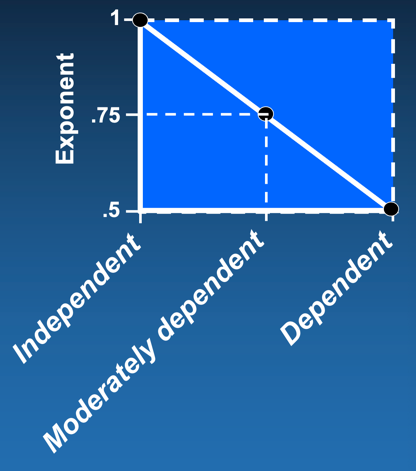 1
Exponent
.75
.5
Independent
Moderately dependent
Dependent